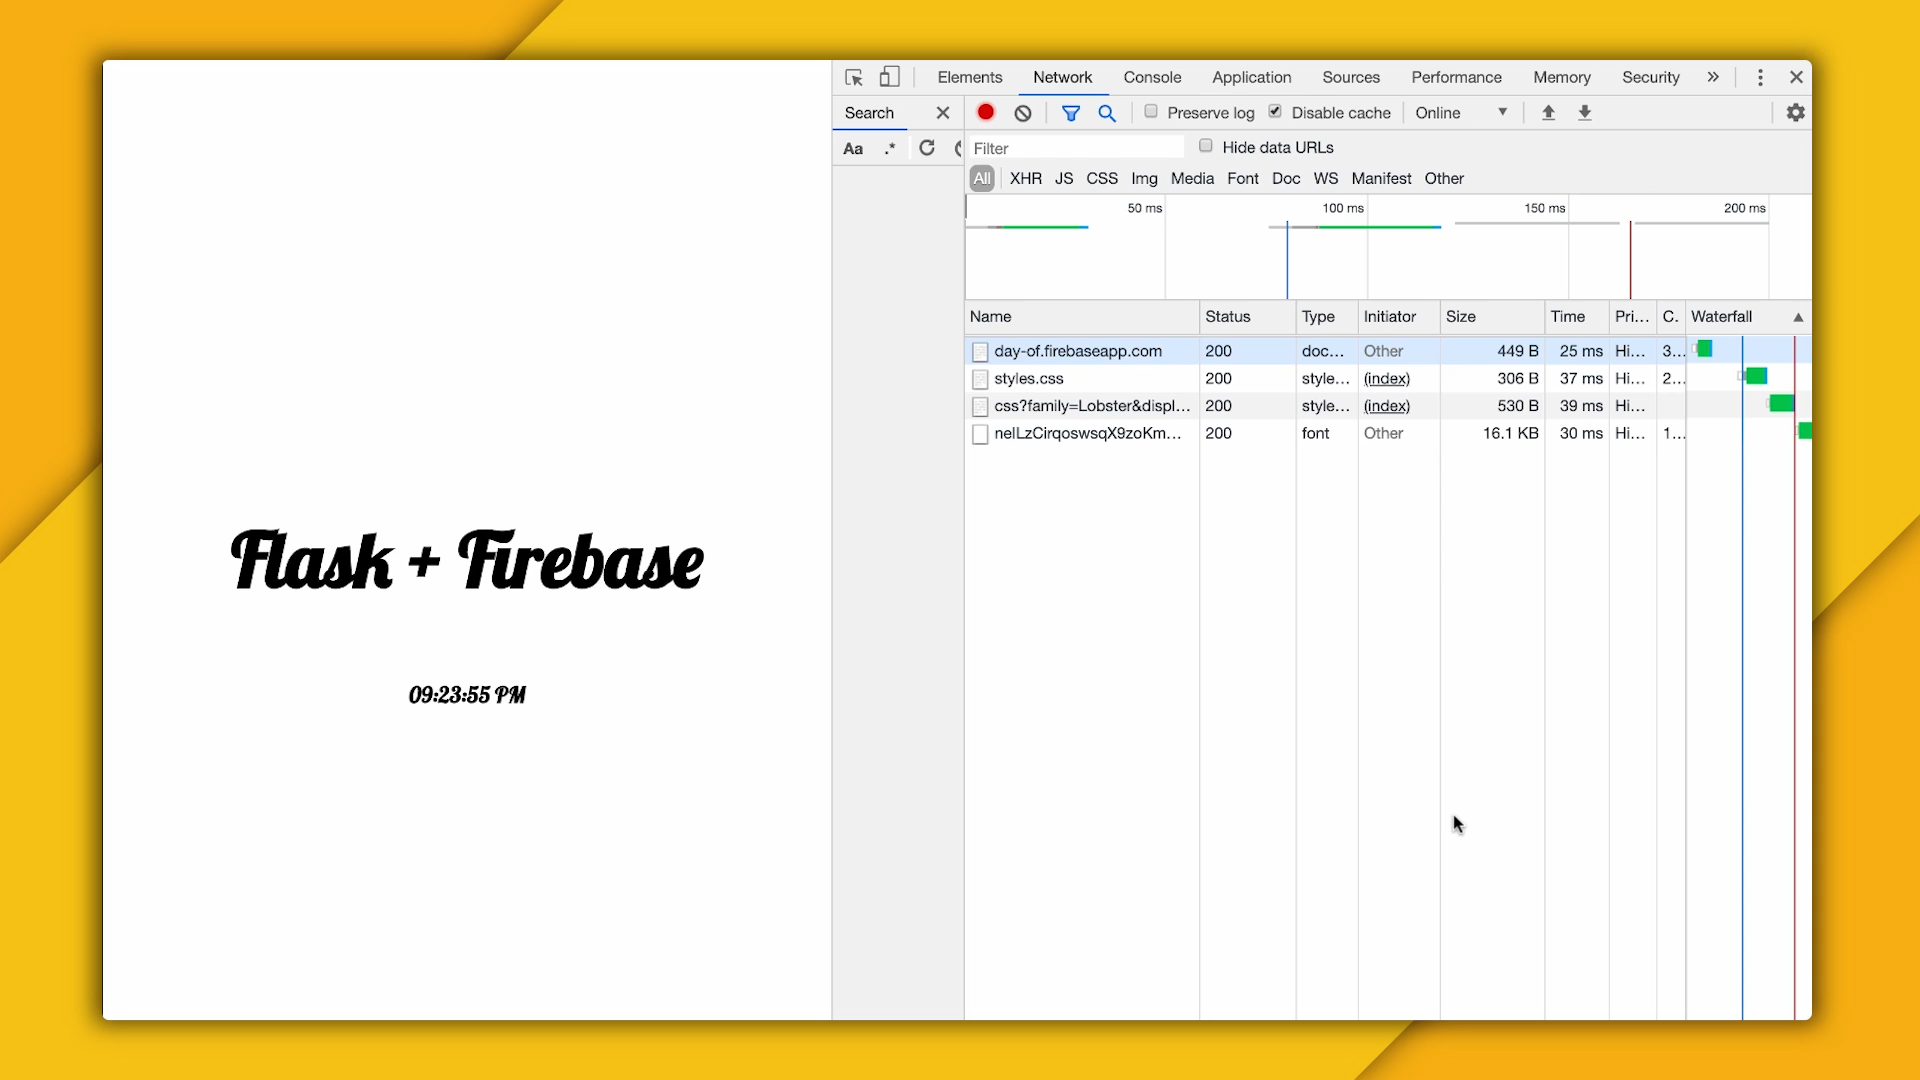 Elements Network Console Application Sources Performance Memory Security »
Search
Preserve log Disable cache Online
Aa .*
Filter Hide data URLs
All XHR JS CSS Img Media Font Doc WS Manifest Other
50 ms 100 ms 150 ms 200 ms
Name Status Type Initiator Size Time Pri... C. Waterfall
day-of.firebaseapp.com 200 doc... Other 449 B 25 ms Hi... 3...
styles.css 200 style... (index) 306 B 37 ms Hi... 2...
css?family=Lobster&displ... 200 style... (index) 530 B 39 ms Hi...
neILzCirqoswsqX9zoKm... 200 font Other 16.1 KB 30 ms Hi... 1...
Flask + Firebase
09:23:55 PM